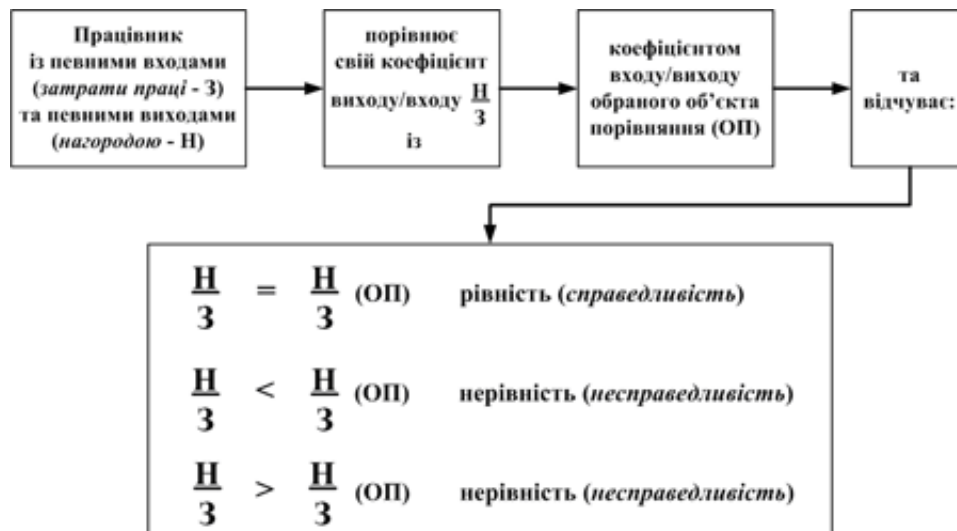 Працівник
із певними входами
(затрати праці - З)
та певними виходами
(нагородою - Н)
порівнює
свій коефіцієнт
виходу/входу Н/З
із
коефіцієнтом
входу/виходу
обраного об’єкта
порівняння (ОП)
та
відчуває:
Н/З = Н/З (ОП) рівність (справедливість)
Н/З < Н/З (ОП) нерівність (несправедливість)
Н/З > Н/З (ОП) нерівність (несправедливість)